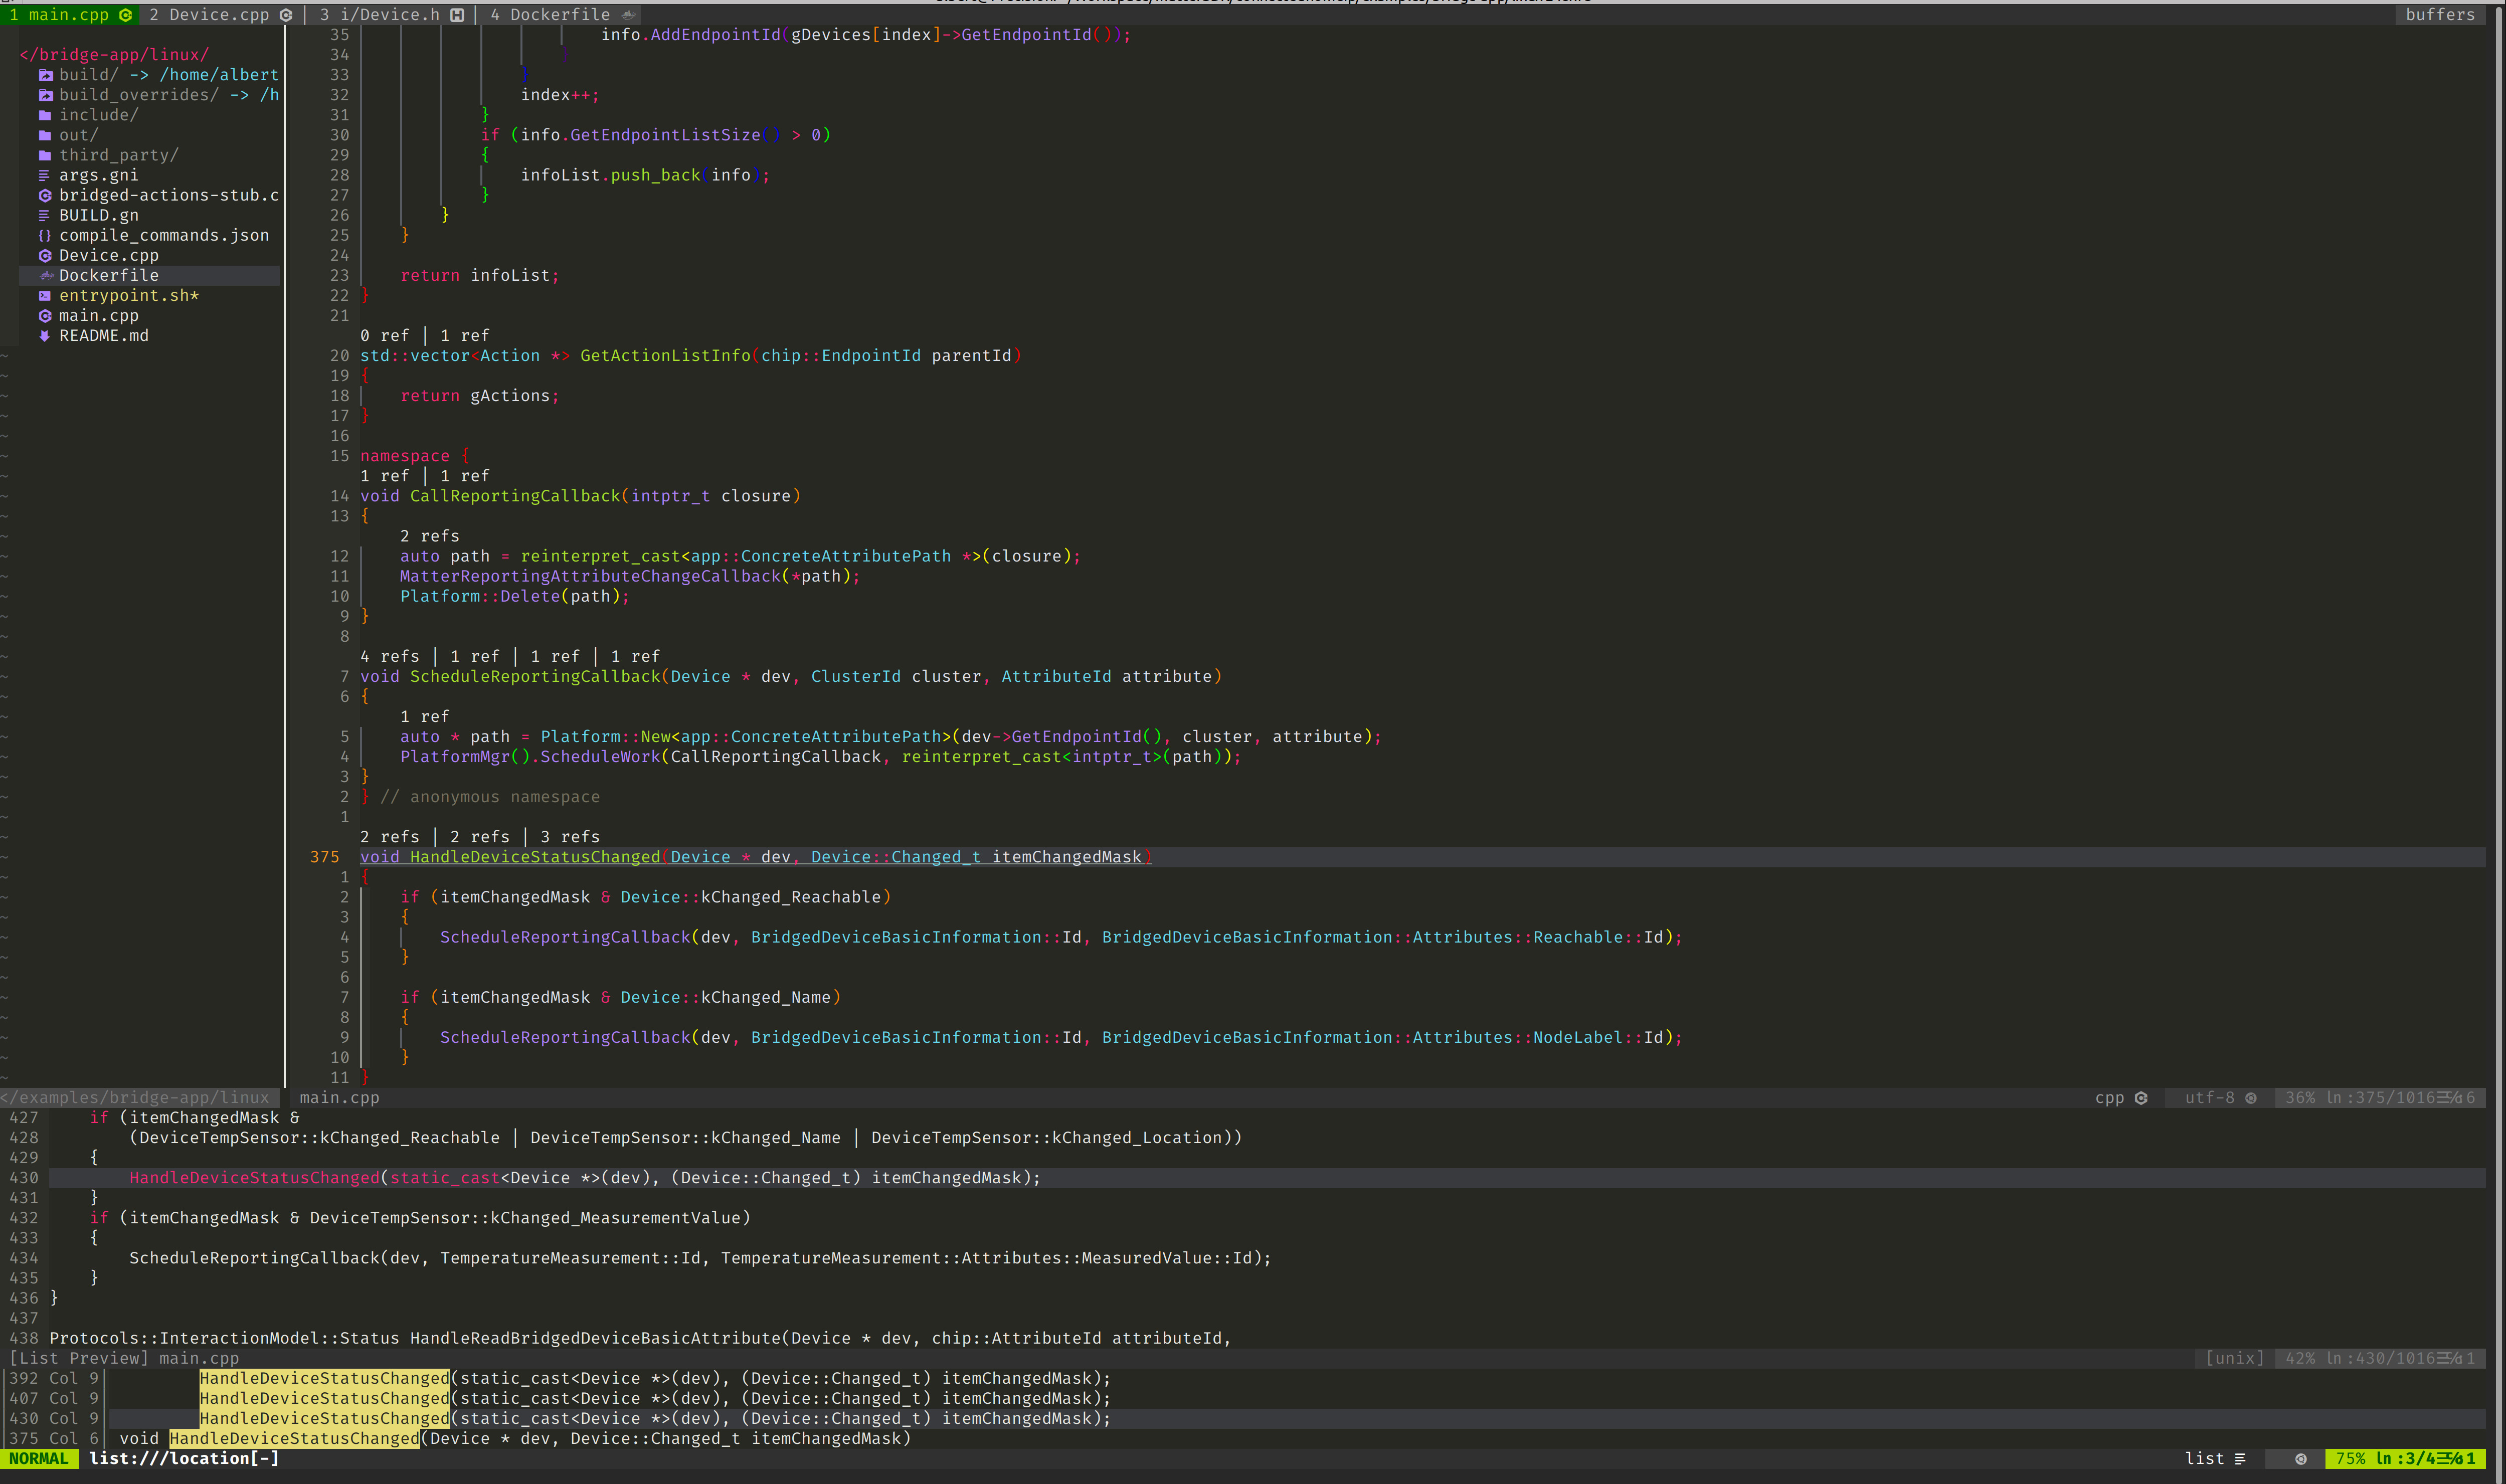 1 main.cpp 2 Device.cpp 3 i/Device.h 4 Dockerfile buffers
</bridge-app/linux/
build/ -> /home/albert
build_overrides/ -> /h
include/
out/
third_party/
args.gni
bridged-actions-stub.c
BUILD.gn
compile_commands.json
Device.cpp
Dockerfile
entrypoint.sh*
main.cpp
README.md
35 info.AddEndpointId(gDevices[index]->GetEndpointId());
34
33 }
32 index++;
31 }
30 if (info.GetEndpointListSize() > 0)
29 {
28 infoList.push_back(info);
27 }
26 }
25 }
24
23 return infoList;
22 }
21
0 ref | 1 ref
20 std::vector<Action *> GetActionListInfo(chip::EndpointId parentId)
19 {
18 return gActions;
17 }
16
15 namespace {
1 ref | 1 ref
14 void CallReportingCallback(intptr_t closure)
13 {
2 refs
12 auto path = reinterpret_cast<app::ConcreteAttributePath *>(closure);
11 MatterReportingAttributeChangeCallback(*path);
10 Platform::Delete(path);
9 }
8
4 refs | 1 ref | 1 ref | 1 ref
7 void ScheduleReportingCallback(Device * dev, ClusterId cluster, AttributeId attribute)
6 {
1 ref
5 auto * path = Platform::New<app::ConcreteAttributePath>(dev->GetEndpointId(), cluster, attribute);
4 PlatformMgr().ScheduleWork(CallReportingCallback, reinterpret_cast<intptr_t>(path));
3 }
2 } // anonymous namespace
1
2 refs | 2 refs | 3 refs
375 void HandleDeviceStatusChanged(Device * dev, Device::Changed_t itemChangedMask)
1 {
2 if (itemChangedMask & Device::kChanged_Reachable)
3 {
4 ScheduleReportingCallback(dev, BridgedDeviceBasicInformation::Id, BridgedDeviceBasicInformation::Attributes::Reachable::Id);
5 }
6
7 if (itemChangedMask & Device::kChanged_Name)
8 {
9 ScheduleReportingCallback(dev, BridgedDeviceBasicInformation::Id, BridgedDeviceBasicInformation::Attributes::NodeLabel::Id);
10 }
11 }
</examples/bridge-app/linux main.cpp cpp utf-8 36% ln:375/1016
427 if (itemChangedMask &
428 (DeviceTempSensor::kChanged_Reachable | DeviceTempSensor::kChanged_Name | DeviceTempSensor::kChanged_Location))
429 {
430 HandleDeviceStatusChanged(static_cast<Device *>(dev), (Device::Changed_t) itemChangedMask);
431 }
432 if (itemChangedMask & DeviceTempSensor::kChanged_MeasurementValue)
433 {
434 ScheduleReportingCallback(dev, TemperatureMeasurement::Id, TemperatureMeasurement::Attributes::MeasuredValue::Id);
435 }
436 }
437
438 Protocols::InteractionModel::Status HandleReadBridgedDeviceBasicAttribute(Device * dev, chip::AttributeId attributeId,
[List Preview] main.cpp [unix] 42% ln:430/1016
|392 Col 9| HandleDeviceStatusChanged(static_cast<Device *>(dev), (Device::Changed_t) itemChangedMask);
|407 Col 9| HandleDeviceStatusChanged(static_cast<Device *>(dev), (Device::Changed_t) itemChangedMask);
|430 Col 9| HandleDeviceStatusChanged(static_cast<Device *>(dev), (Device::Changed_t) itemChangedMask);
|375 Col 6| void HandleDeviceStatusChanged(Device * dev, Device::Changed_t itemChangedMask)
NORMAL list:///location[-] list 75% ln:3/4